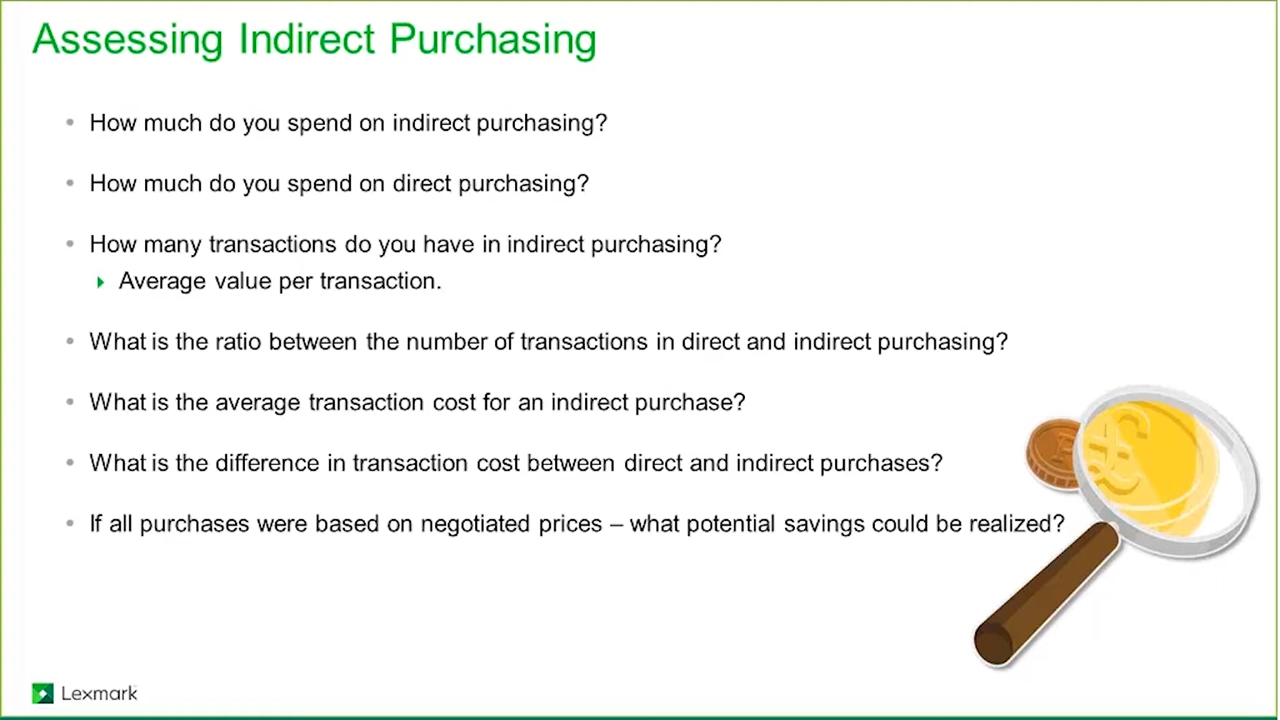 Assessing Indirect Purchasing
• How much do you spend on indirect purchasing?
• How much do you spend on direct purchasing?
• How many transactions do you have in indirect purchasing?
Average value per transaction.
• What is the ratio between the number of transactions in direct and indirect purchasing?
• What is the average transaction cost for an indirect purchase?
• What is the difference in transaction cost between direct and indirect purchases?
• If all purchases were based on negotiated prices – what potential savings could be realized?
£
Lexmark